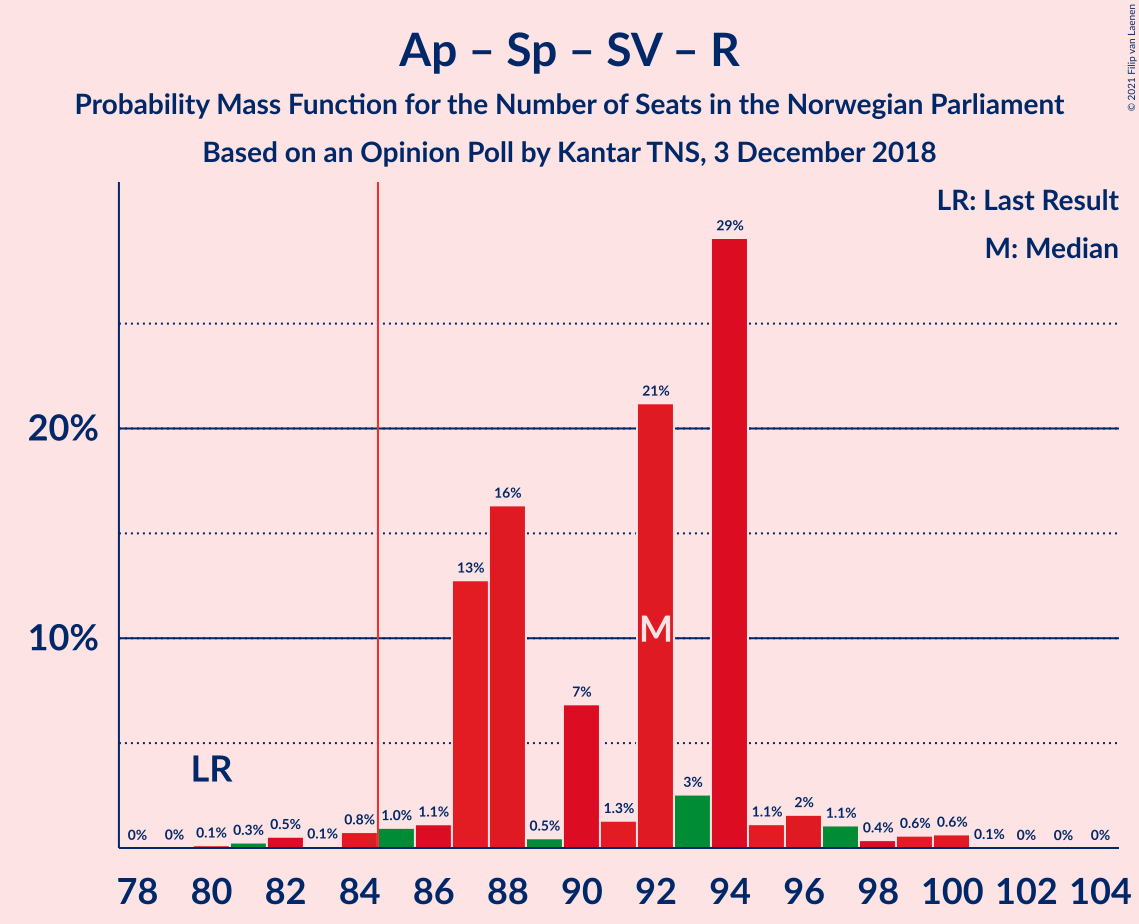 Ap – Sp – SV – R
Probability Mass Function for the Number of Seats in the Norwegian Parliament
Based on an Opinion Poll by Kantar TNS, 3 December 2018
© 2021 Filip van Laenen
LR: Last Result
M: Median
20%
10%
LR
M
0% 0% 0.1% 0.3% 0.5% 0.1% 0.8% 1.0% 1.1% 13% 16% 0.5% 7% 1.3% 21% 3% 29% 1.1% 2% 1.1% 0.4% 0.6% 0.6% 0.1% 0% 0% 0%
78 80 82 84 86 88 90 92 94 96 98 100 102 104